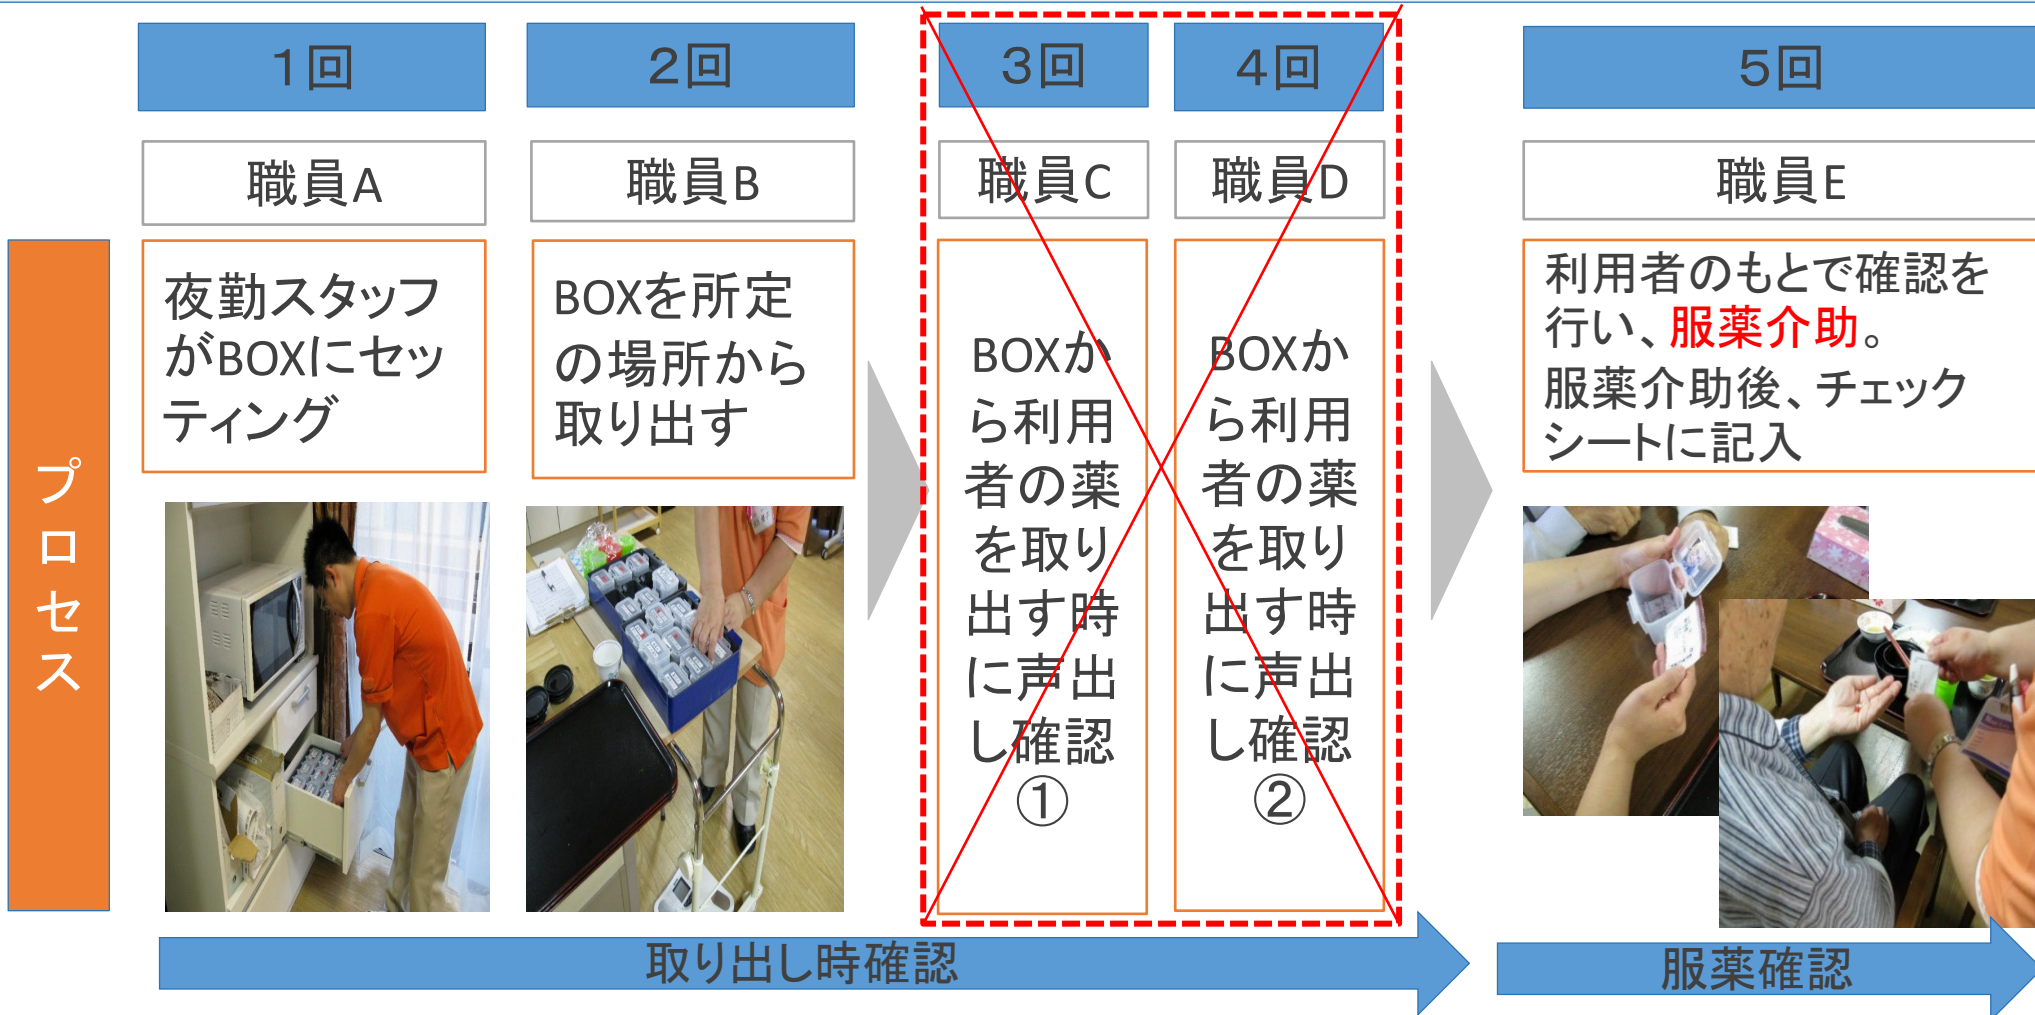 1回
2回
3回
4回
5回
職員A
職員B
職員C
職員D
職員E
プロセス
夜勤スタッフ
がBOXにセッ
ティング
BOXを所定
の場所から
取り出す
BOXか
ら利用
者の薬
を取り
出す時
に声出
し確認
①
BOXか
ら利用
者の薬
を取り
出す時
に声出
し確認
②
利用者のもとで確認を
行い、服薬介助。
服薬介助後、チェック
シートに記入
取り出し時確認
服薬確認